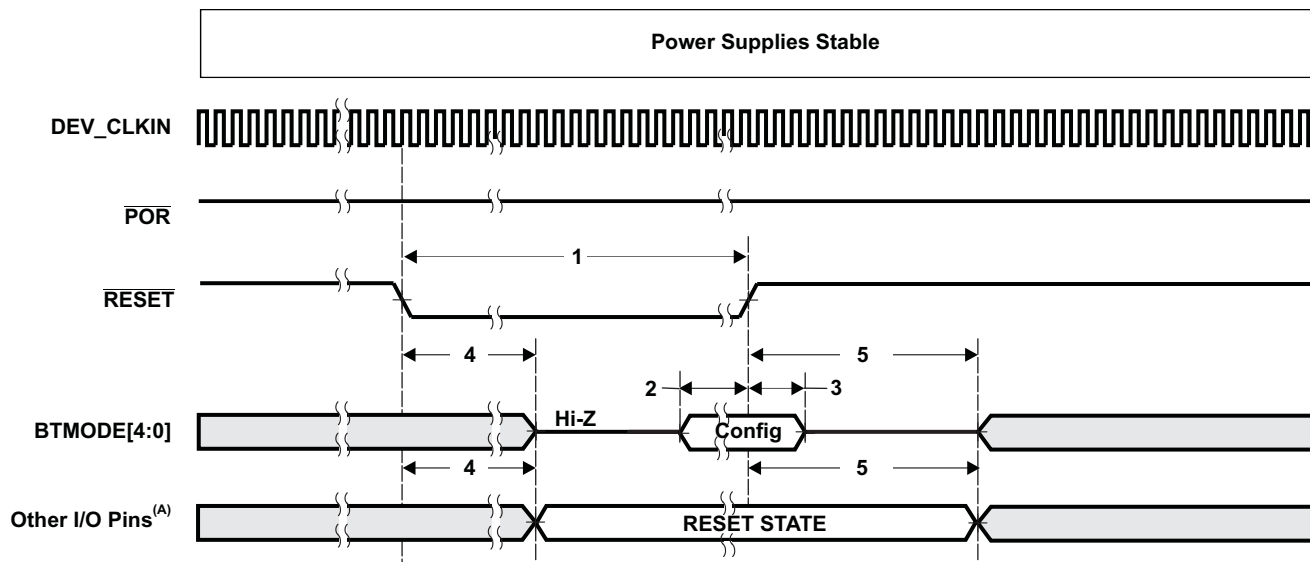 Power Supplies Stable
DEV_CLKIN
POR
1
RESET
4
5
2
3
BTMODE[4:0]
Hi-Z
Config
4
5
Other I/O Pins(A)
RESET STATE